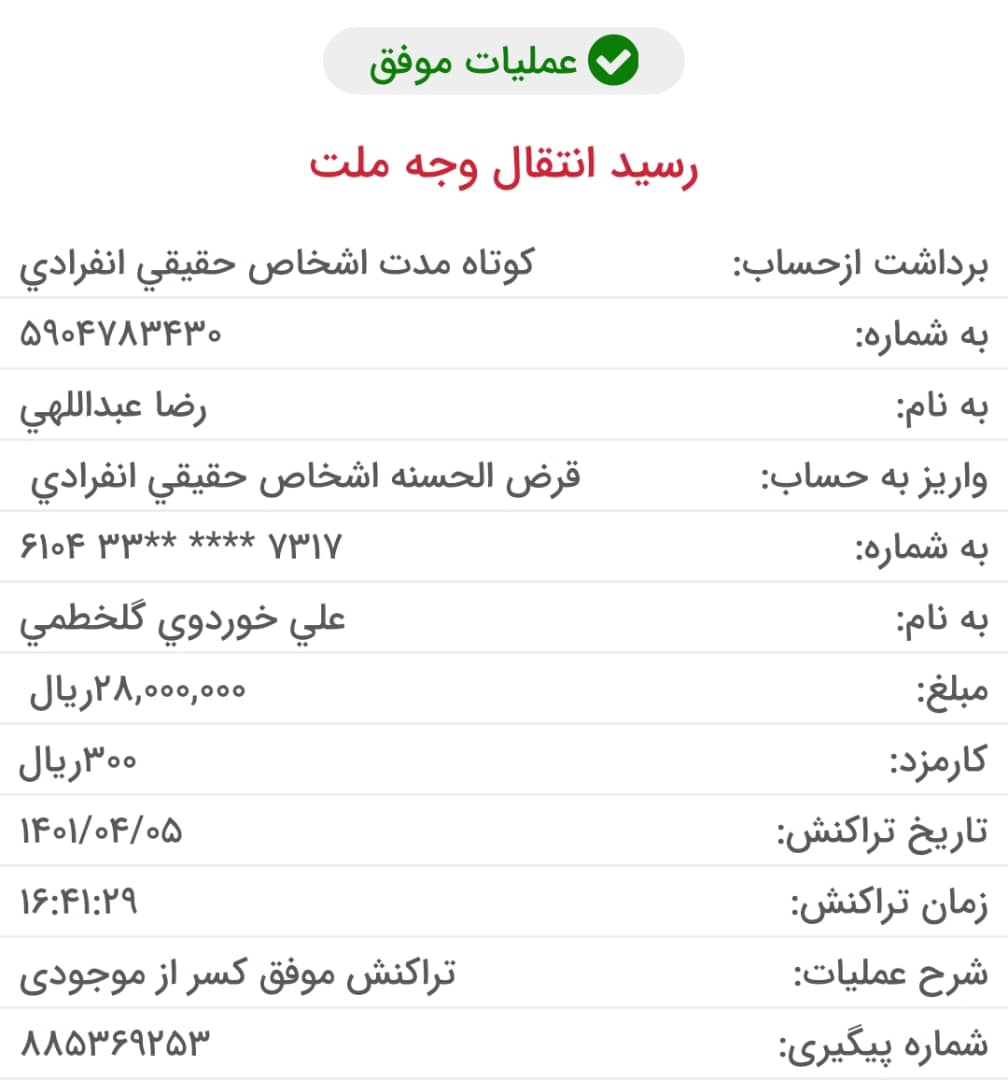 عملیات موفق
رسید انتقال وجه ملت
برداشت ازحساب: کوتاه مدت اشخاص حقيقي انفرادي
به شماره: ۵۹۰۴۷۸۳۴۳۰
به نام: رضا عبداللهي
واریز به حساب: قرض الحسنه اشخاص حقيقي انفرادي
به شماره: ۶۱۰۴ ۳۳** **** ۷۳۱۷
به نام: علي خوردوي گلخطمي
مبلغ: ۲۸,۰۰۰,۰۰۰ریال
کارمزد: ۳۰۰ریال
تاریخ تراکنش: ۱۴۰۱/۰۴/۰۵
زمان تراکنش: ۱۶:۴۱:۲۹
شرح عملیات: تراکنش موفق کسر از موجودی
شماره پیگیری: ۸۸۵۳۶۹۲۵۳